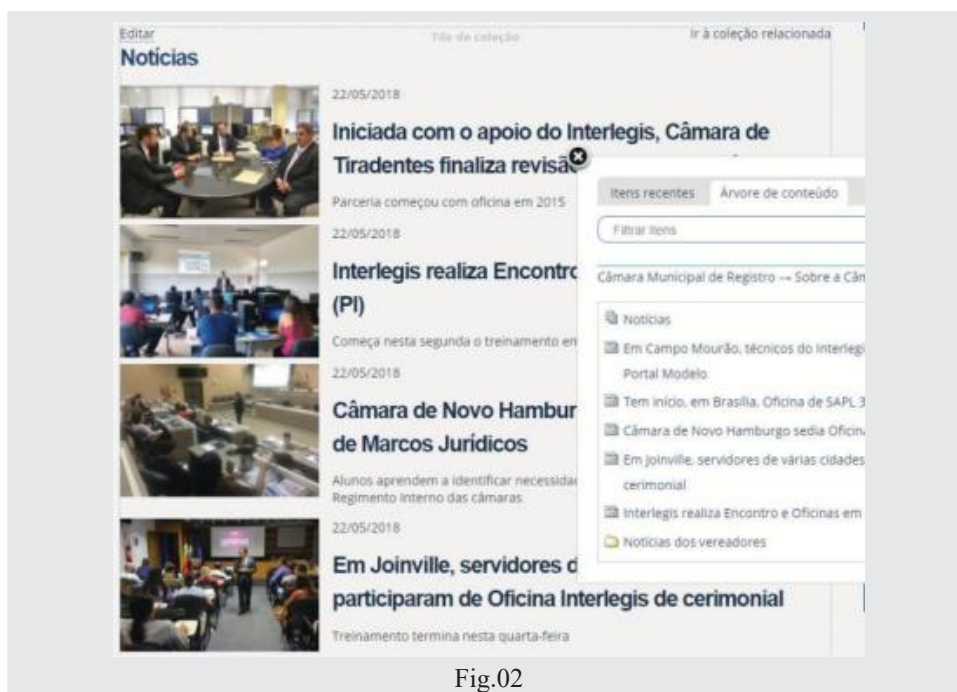 Editar
Tile de coleção
Ir à coleção relacionada
Notícias
22/05/2018
Iniciada com o apoio do Interlegis, Câmara de
Tiradentes finaliza revisão
Parceria começou com oficina em 2015
22/05/2018
Interlegis realiza Encontro
(PI)
Começa nesta segunda o treinamento en
22/05/2018
Câmara de Novo Hambur
de Marcos Jurídicos
Alunos aprendem a identificar necessidad
Regimento Interno das câmaras
22/05/2018
Em Joinville, servidores d
participaram de Oficina Interlegis de cerimonial
Treinamento termina nesta quarta-feira
Itens recentes
Árvore de conteúdo
Filtrar itens
Câmara Municipal de Registro → Sobre a Câm
Notícias
Em Campo Mourão, técnicos do Interlegi
Portal Modelo
Tem início, em Brasília, Oficina de SAPL 3
Câmara de Novo Hamburgo sedia Oficina
Em Joinville, servidores de várias cidades
cerimonial
Interlegis realiza Encontro e Oficinas em
Notícias dos vereadores
Fig.02